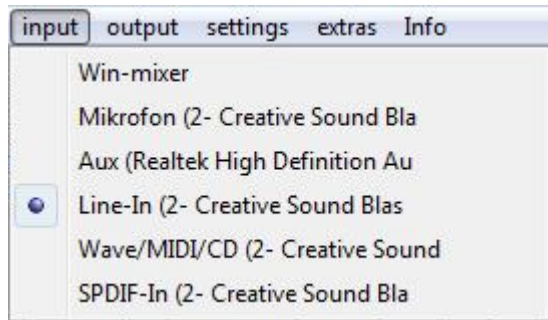 input output settings extras Info
Win-mixer
Mikrofon (2- Creative Sound Bla
Aux (Realtek High Definition Au
Line-In (2- Creative Sound Blas
Wave/MIDI/CD (2- Creative Sound
SPDIF-In (2- Creative Sound Bla